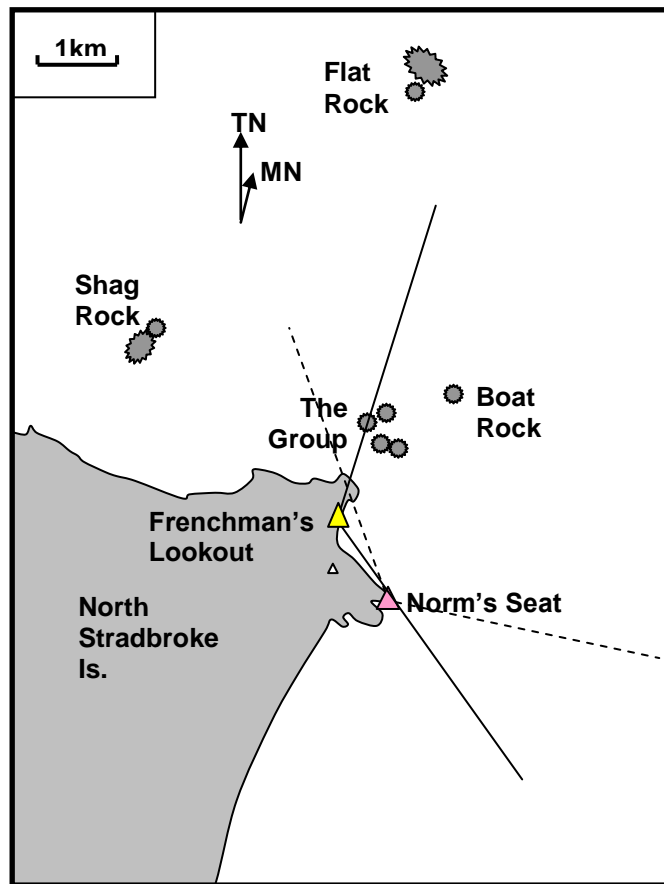 1km
Flat
Rock
TN
MN
Shag
Rock
The
Group
Boat
Rock
Frenchman’s
Lookout
Norm’s Seat
North
Stradbroke
Is.